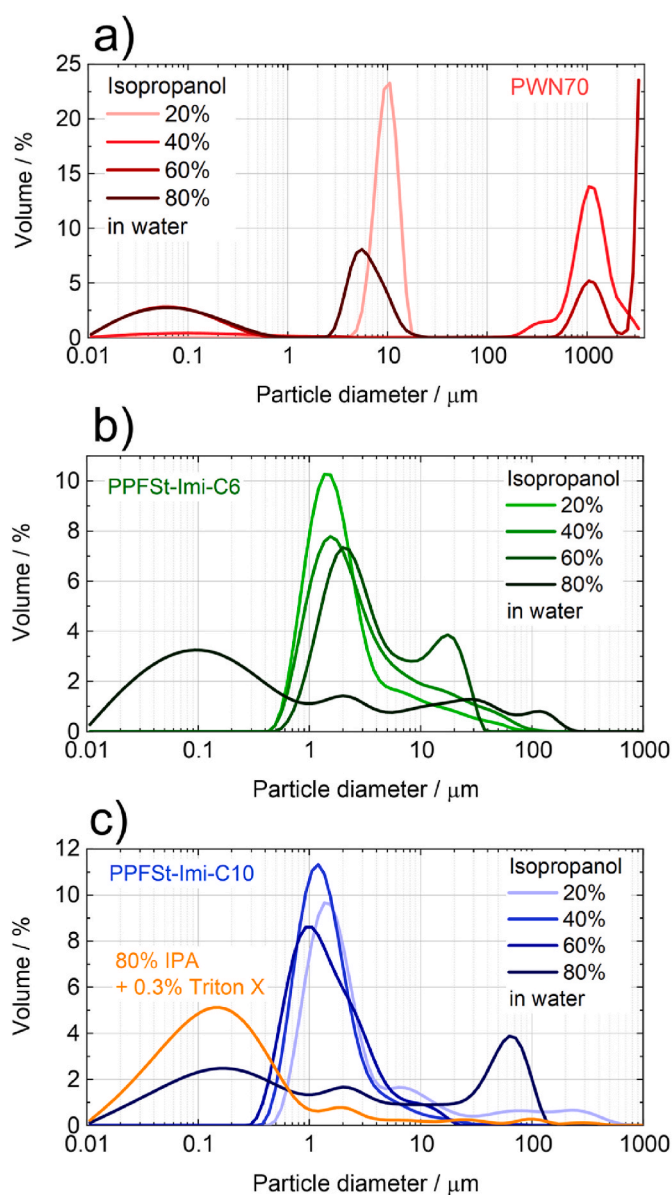 a)
25
20
15
10
5
0
Volume / %
Isopropanol
20%
40%
60%
80%
in water
PWN70
0.01
0.1
1
10
100
1000
Particle diameter / μm
b)
10
8
6
4
2
0
Volume / %
PPFSt-Imi-C6
Isopropanol
20%
40%
60%
80%
in water
0.01
0.1
1
10
100
1000
Particle diameter / μm
c)
12
10
8
6
4
2
0
Volume / %
PPFSt-Imi-C10
80% IPA
+ 0.3% Triton X
Isopropanol
20%
40%
60%
80%
in water
0.01
0.1
1
10
100
1000
Particle diameter / μm